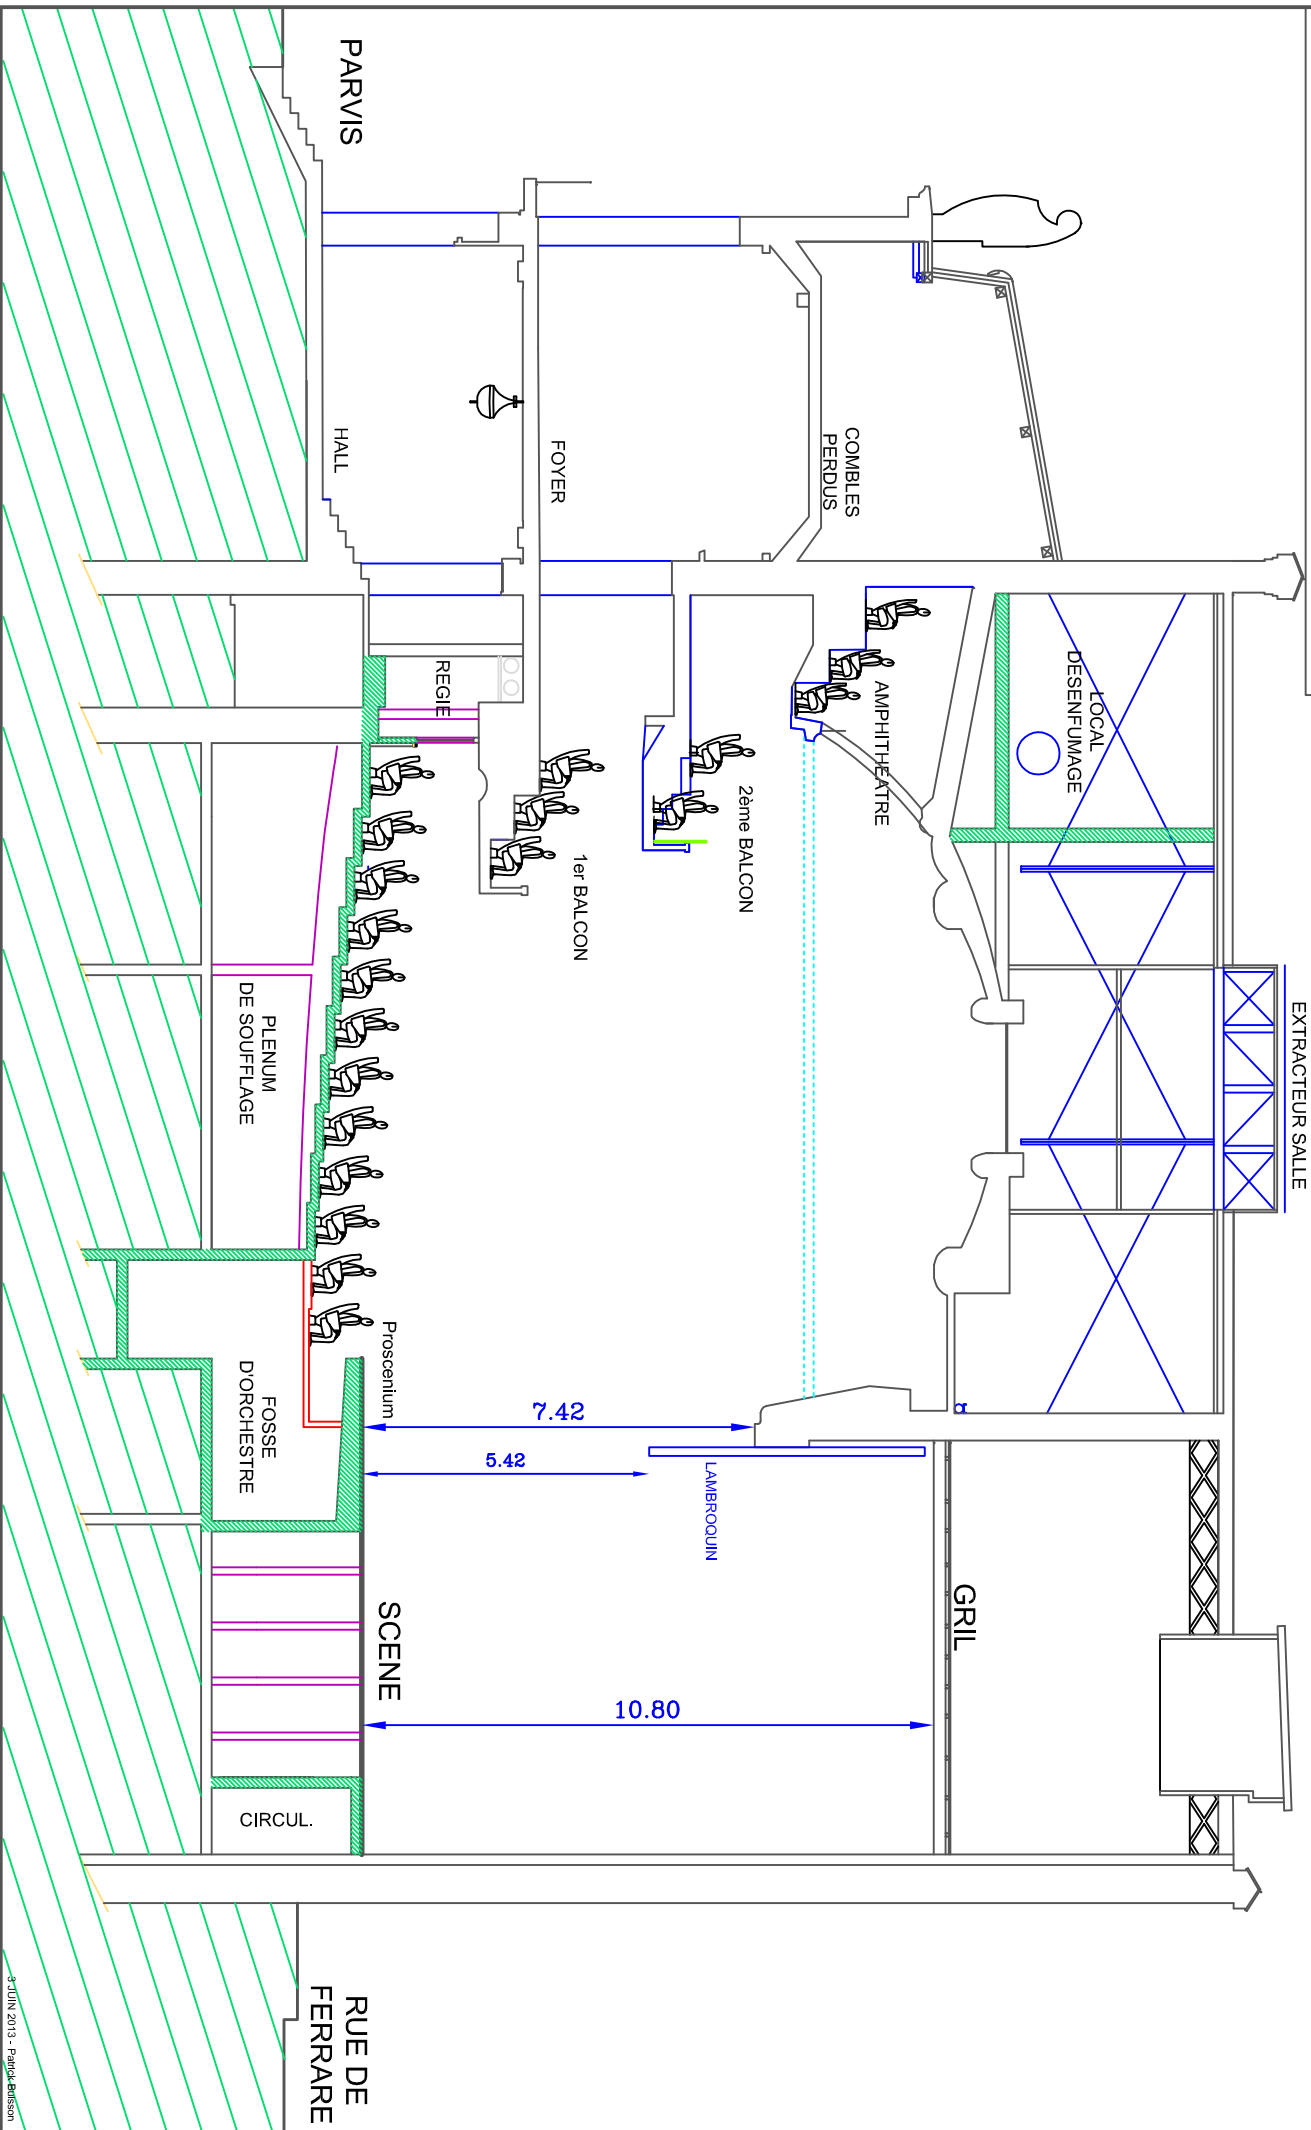 EXTRACTEUR SALLE
LOCAL
DESENFUMAGE
COMBLES
PERDUS
AMPHITHEATRE
GRIL
2ème BALCON
LAMBROQUIN
FOYER
1er BALCON
7.42
5.42
10.80
REGIE
PARVIS
HALL
Proscenium
SCENE
PLENUM
DE SOUFFLAGE
FOSSE
D'ORCHESTRE
CIRCUL.
RUE DE
FERRARE
3 JUIN 2013 - Patrick Buisson